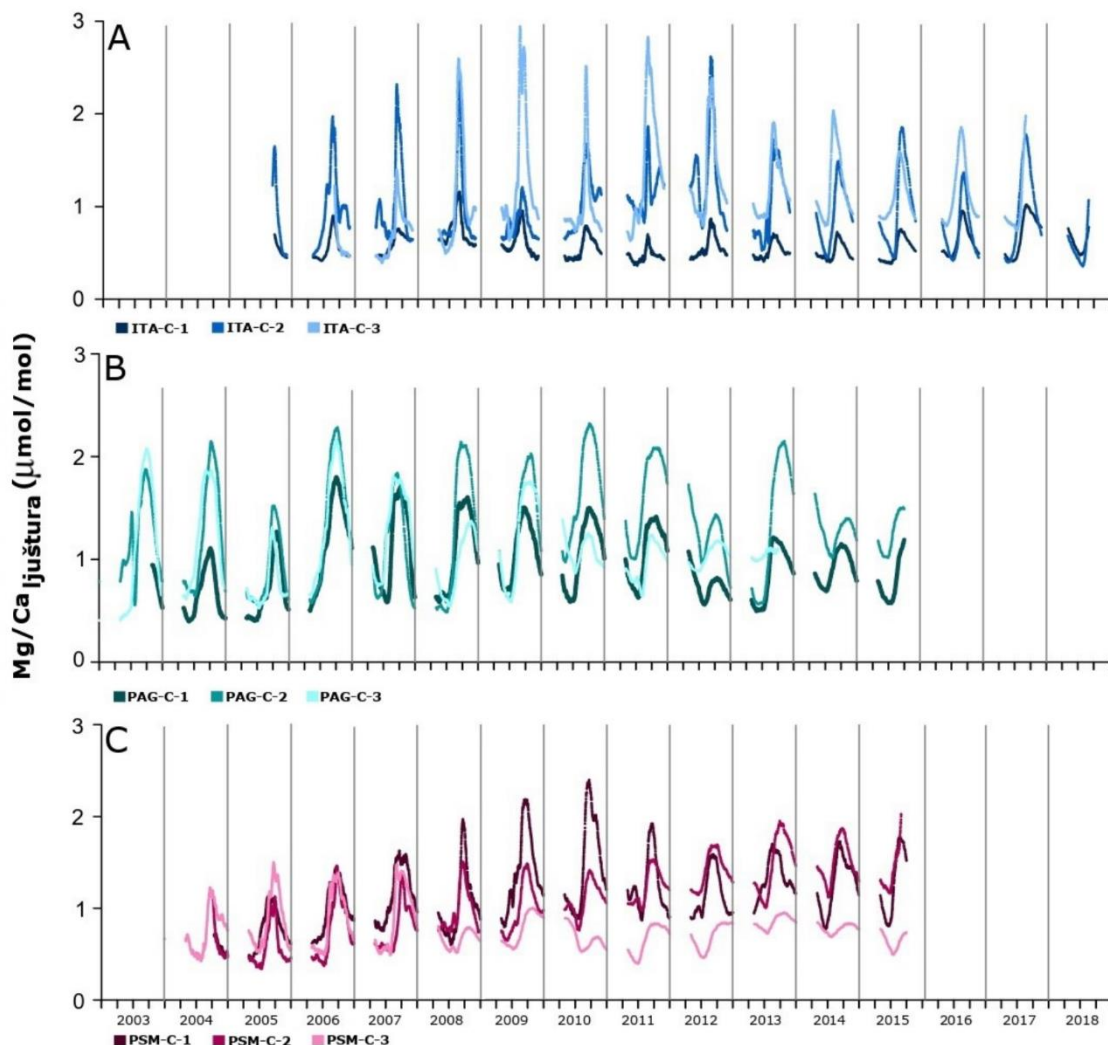 A
3
2
1
0
ITA-C-1 ITA-C-2 ITA-C-3
Mg/Ca ljuštura (µmol/mol)
B
3
2
1
0
PAG-C-1 PAG-C-2 PAG-C-3
C
3
2
1
0
2003 2004 2005 2006 2007 2008 2009 2010 2011 2012 2013 2014 2015 2016 2017 2018
PSM-C-1 PSM-C-2 PSM-C-3